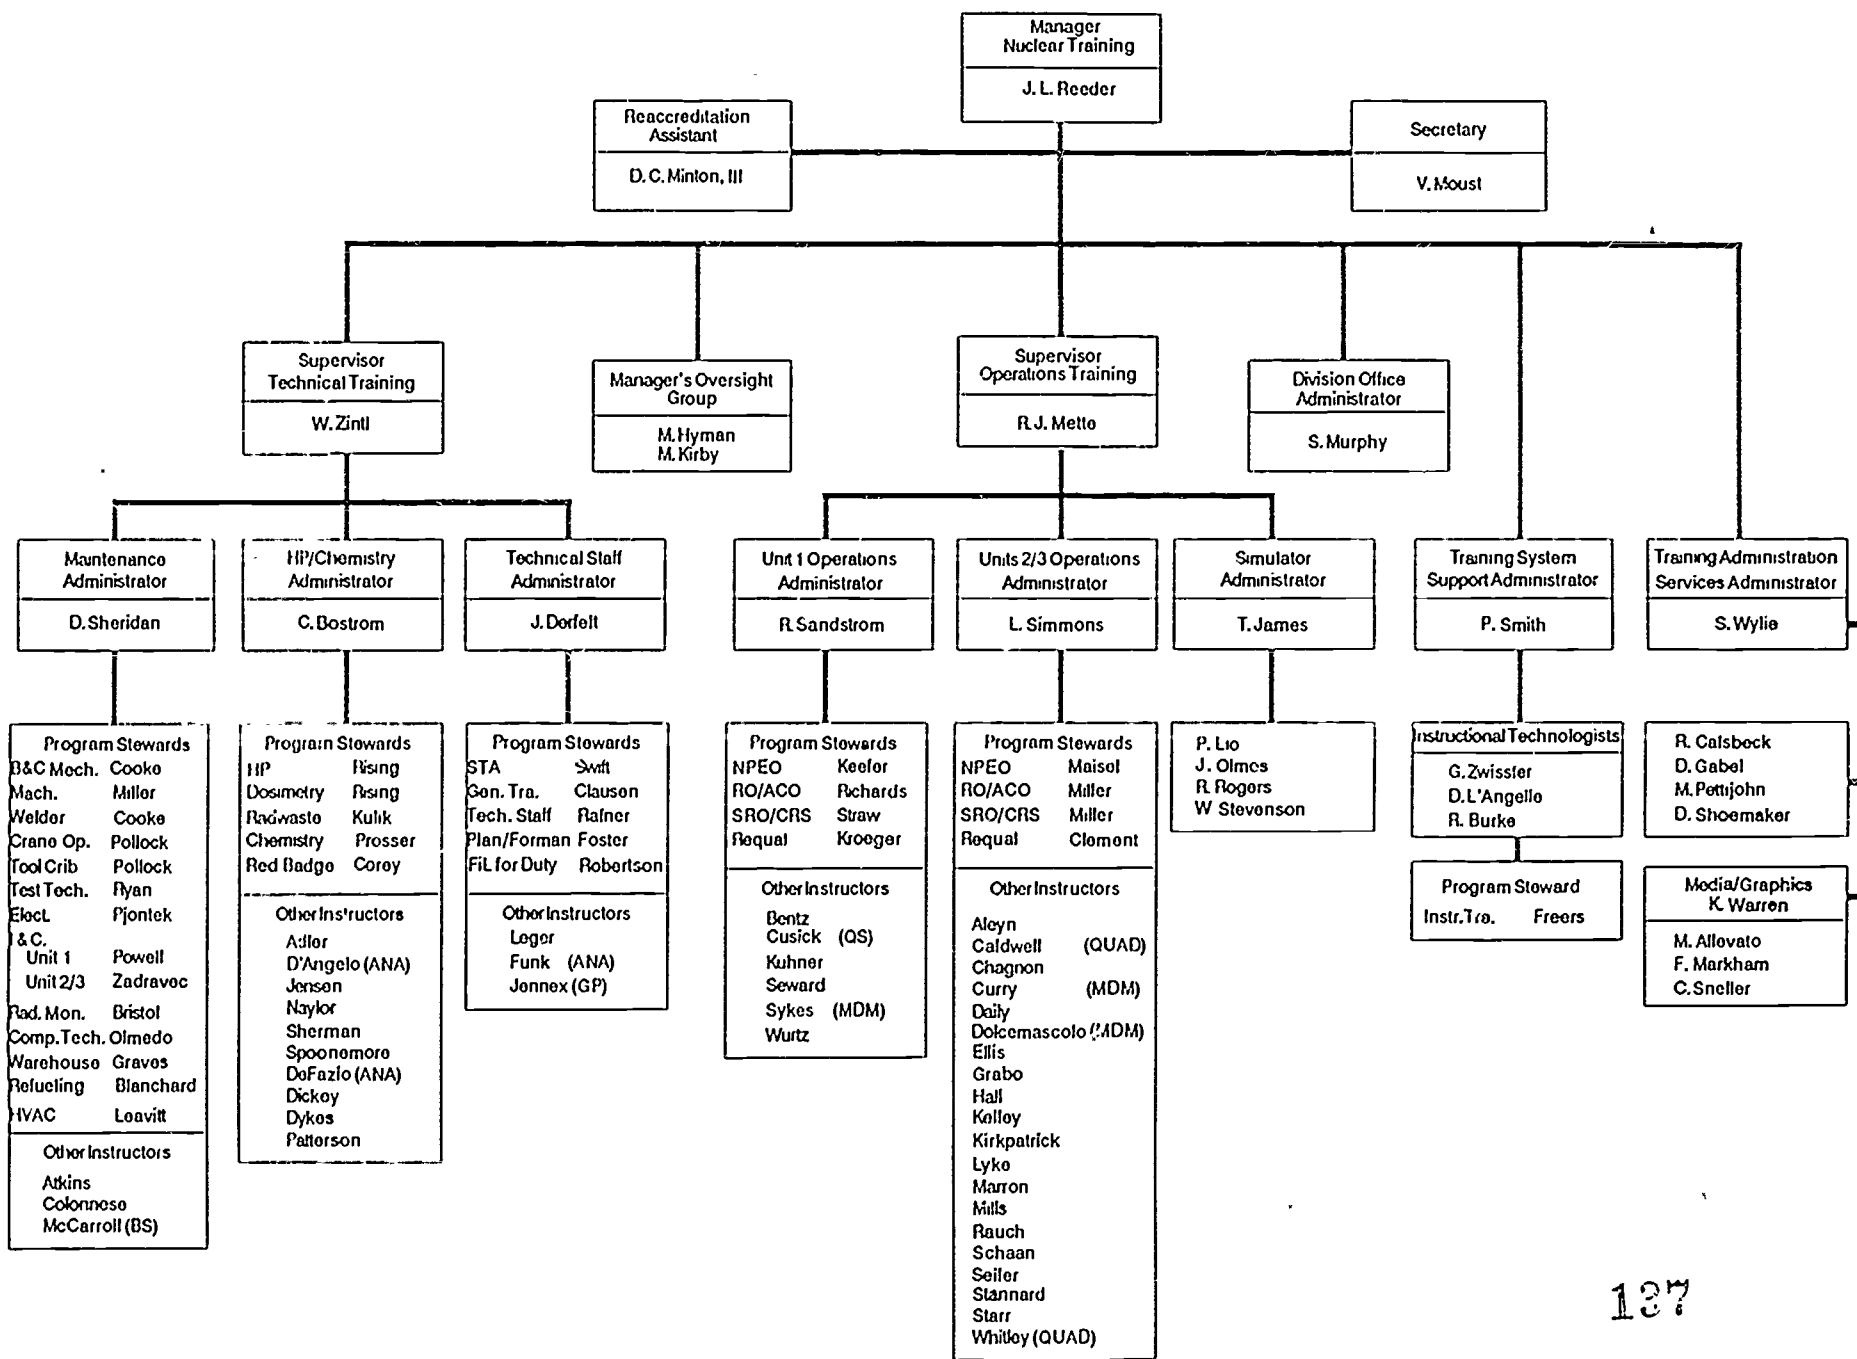 Manager
Nuclear Training
J. L. Reeder
Reaccreditation
Assistant
D. C. Minton, III
Secretary
V. Moust
Supervisor
Technical Training
W. Zintl
Manager's Oversight
Group
M. Hyman
M. Kirby
Supervisor
Operations Training
R. J. Mette
Division Office
Administrator
S. Murphy
Maintenance
Administrator
D. Sheridan
HP/Chemistry
Administrator
C. Bostrom
Technical Staff
Administrator
J. Derfelt
Unit 1 Operations
Administrator
R. Sandstrom
Units 2/3 Operations
Administrator
L. Simmons
Simulator
Administrator
T. James
Training System
Support Administrator
P. Smith
Training Administration
Services Administrator
S. Wylie
Program Stewards
B&C Mech. Cooke
Mach. Miller
Welder Cooke
Crane Op. Pollock
Tool Crib Pollock
Test Tech. Ryan
Elect. Pjontek
I & C.
Unit 1 Powell
Unit 2/3 Zadravec
Rad. Mon. Bristol
Comp. Tech. Olmedo
Warehouse Graves
Refueling Blanchard
HVAC Leavitt
Other Instructors
Atkins
Colonnese
McCarroll (BS)
Program Stewards
HP Rising
Dosimetry Rising
Radwaste Kulik
Chemistry Prosser
Red Badge Corey
Other Instructors
Adler
D'Angelo (ANA)
Jensen
Naylor
Sherman
Spoonemore
DeFazio (ANA)
Dickey
Dykes
Patterson
Program Stewards
STA Swift
Gen. Tra. Clausen
Tech. Staff Rafner
Plan/Forman Foster
Fit. for Duty Robertson
Other Instructors
Leger
Funk (ANA)
Jennex (GP)
Program Stewards
NPEO Keefer
RO/ACO Richards
SRO/CRS Straw
Requal Kroeger
Other Instructors
Bentz
Cusick (QS)
Kuhner
Seward
Sykes (MDM)
Wurtz
Program Stewards
NPEO Maisel
RO/ACO Miller
SRO/CRS Miller
Requal Clement
Other Instructors
Aleyn
Caldwell (QUAD)
Chagnon
Curry (MDM)
Daily
Dolcemascolo (MDM)
Ellis
Grabo
Hall
Kelley
Kirkpatrick
Lyke
Marron
Mills
Rauch
Schaan
Seiler
Stannard
Starr
Whitley (QUAD)
P. Lio
J. Olmes
R. Rogers
W Stevenson
Instructional Technologists
G. Zwissler
D. L'Angelle
R. Burke
Program Steward
Instr. Tra. Freers
R. Calsbeck
D. Gabel
M. Pettijohn
D. Shoemaker
Media/Graphics
K. Warren
M. Allevato
F. Markham
C. Sneller
137